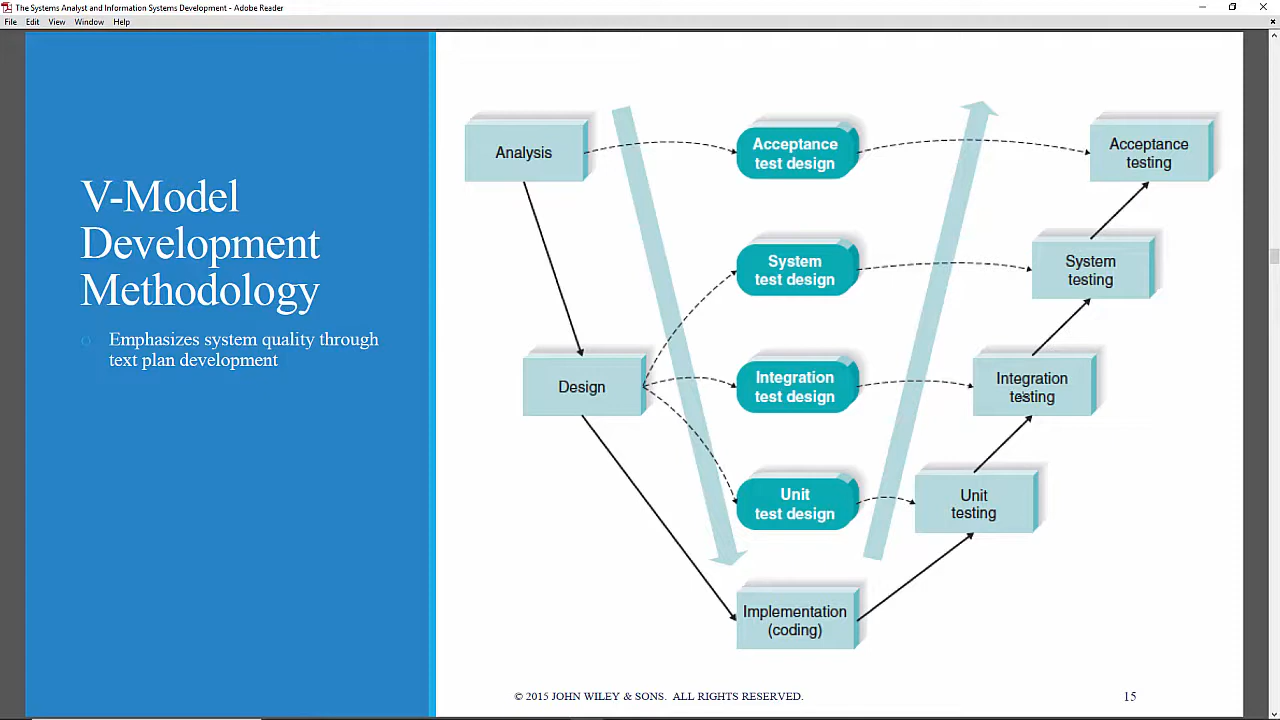 The Systems Analyst and Information Systems Development - Adobe Reader
File Edit View Window Help
V-Model
Development
Methodology
Emphasizes system quality through
text plan development
Analysis
Acceptance
test design
Acceptance
testing
System
test design
System
testing
Design
Integration
test design
Integration
testing
Unit
test design
Unit
testing
Implementation
(coding)
© 2015 JOHN WILEY & SONS. ALL RIGHTS RESERVED.
15